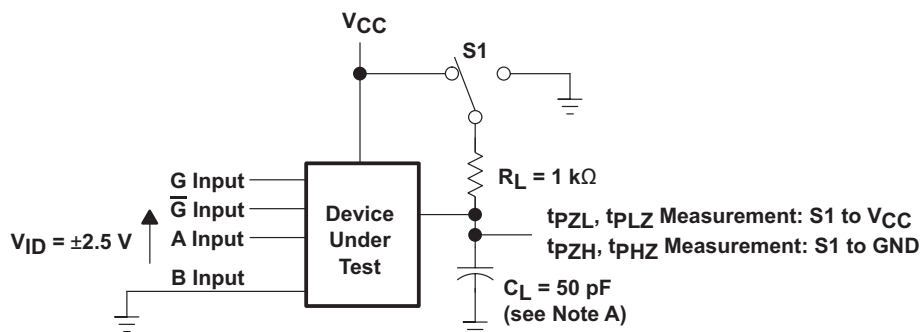 VCC
S1
G Input
G̅ Input
A Input
B Input
VID = ±2.5 V
Device
Under
Test
RL = 1 kΩ
tPZL, tPLZ Measurement: S1 to VCC
tPZH, tPHZ Measurement: S1 to GND
CL = 50 pF
(see Note A)